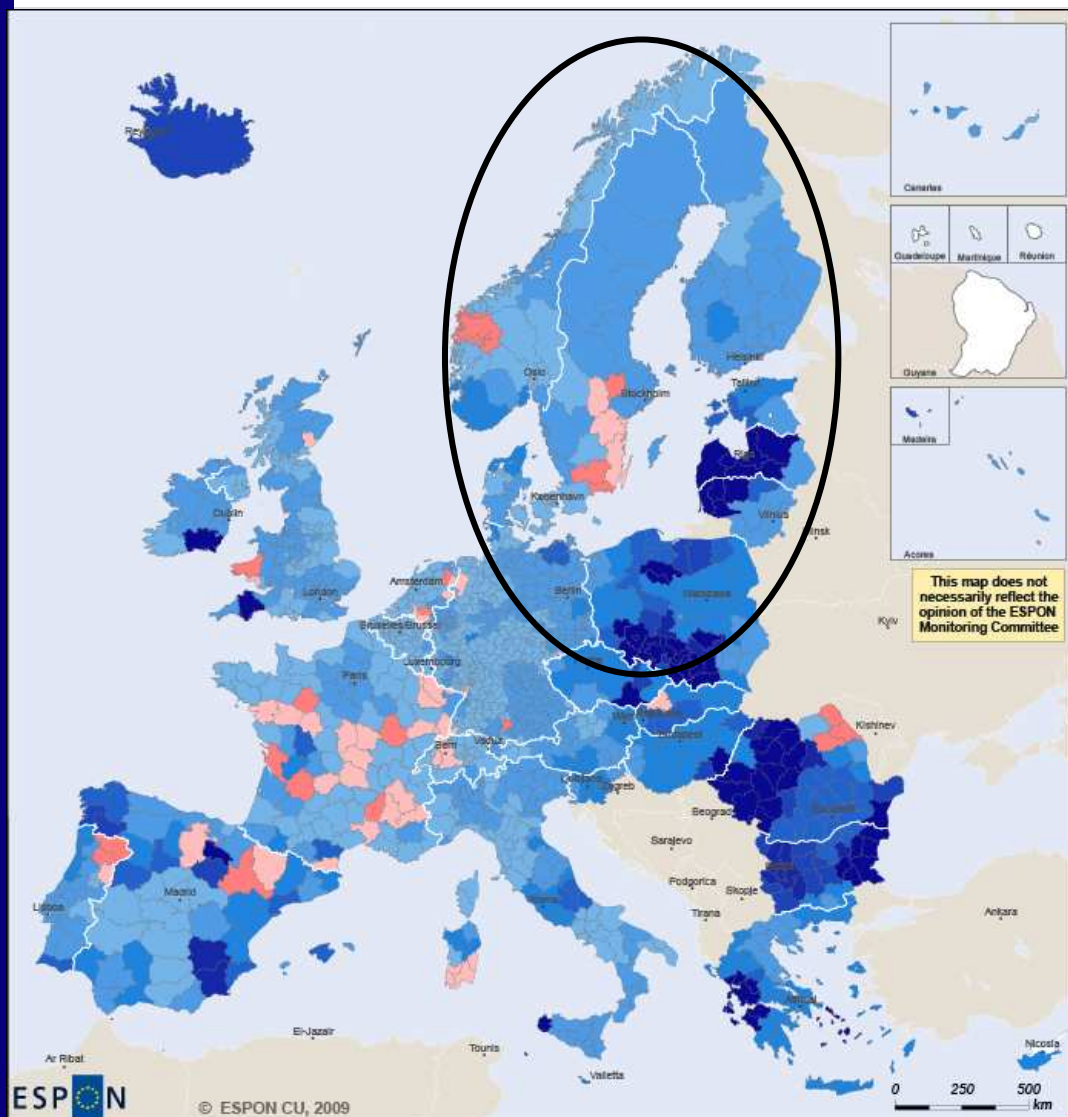 Reykjavik
Canarias
Guadeloupe
Martinique
Réunion
Guyane
Madeira
Acores
This map does not
necessarily reflect the
opinion of the ESPON
Monitoring Committee
Oslo
Helsinki
Tallinn
Stockholm
Riga
København
Vilnius
Minsk
Dublin
Amsterdam
London
Berlin
Warszawa
Kyiv
Bruxelles/Brussel
Luxembourg
Paris
Kishinev
Bern
Vaduz
Budapest
Ljubljana
Zagreb
Beograd
Sarajevo
Podgorica
Skopje
Tirana
Madrid
Lisboa
Ankara
El-Jazair
Tounis
Ar Ribat
Valletta
Nicosia
0 250 500
km
ESPON
© ESPON CU, 2009